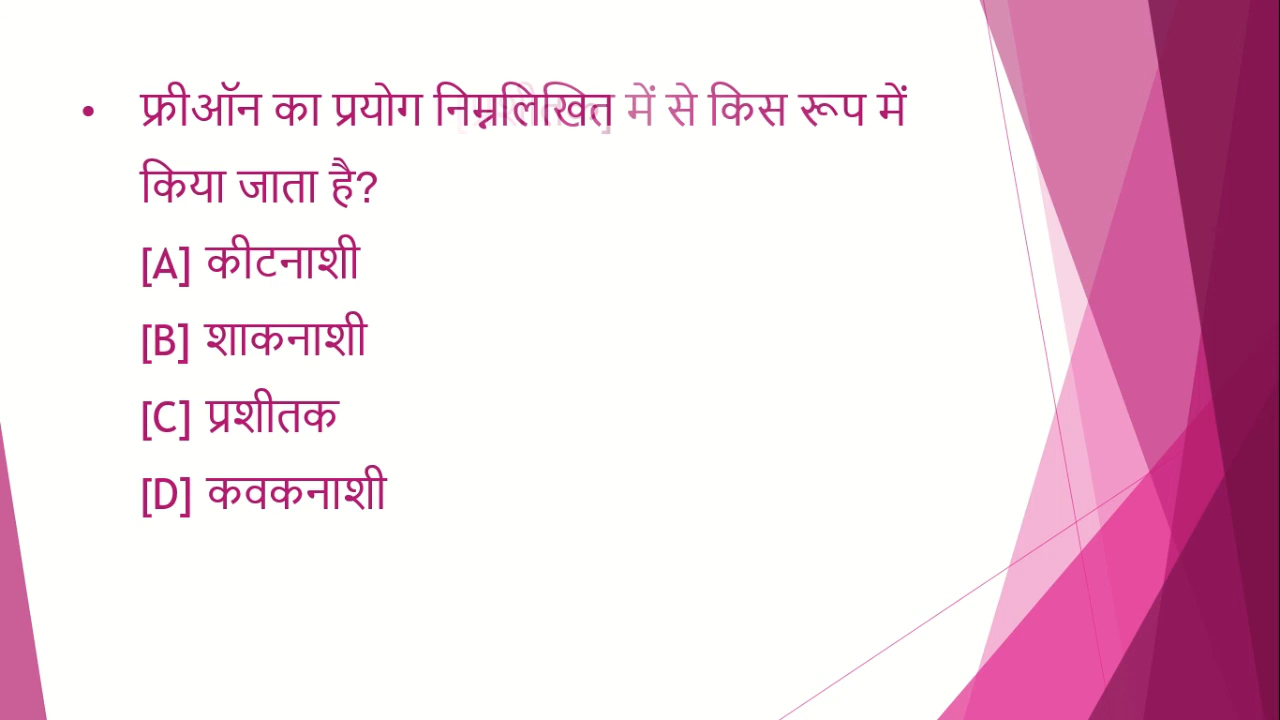 • फ्रीऑन का प्रयोग निम्नलिखित में से किस रूप में
किया जाता है?
[A] कीटनाशी
[B] शाकनाशी
[C] प्रशीतक
[D] कवकनाशी